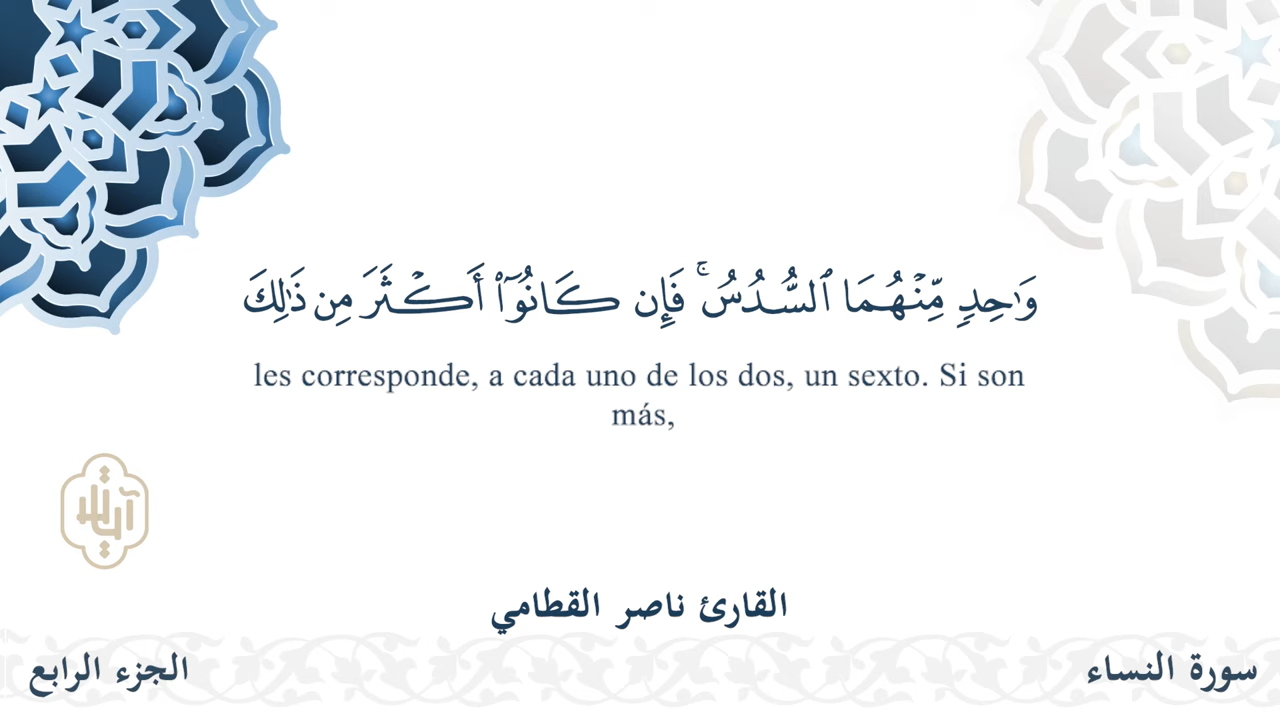 وَٰحِدٍ مِّنْهُمَا ٱلسُّدُسُ ۚ فَإِن كَانُوٓا۟ أَكْثَرَ مِن ذَٰلِكَ
les corresponde, a cada uno de los dos, un sexto. Si son
más,
القارئ ناصر القطامي
سورة النساء
الجزء الرابع